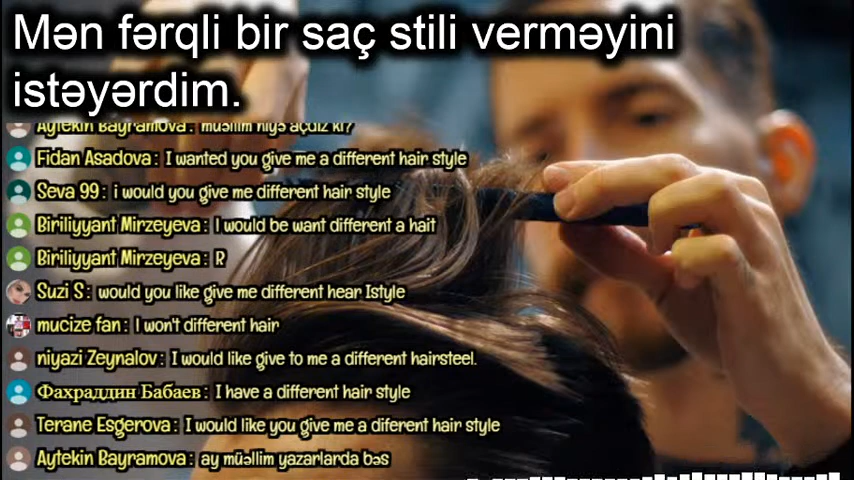 Mən fərqli bir saç stili verməyini
istəyərdim.
Aytekin Bayramova : müəllim niyə açdız ki?
Fidan Asadova : I wanted you give me a different hair style
Seva 99 : i would you give me different hair style
Biriliyyant Mirzeyeva : I would be want different a hait
Biriliyyant Mirzeyeva : R
Suzi S : would you like give me different hear Istyle
mucize fan : I won't different hair
niyazi Zeynalov : I would like give to me a different hairsteel.
Фахраддин Бабаев : I have a different hair style
Terane Esgerova : I would like you give me a diferent hair style
Aytekin Bayramova : ay müəllim yazarlarda bəs